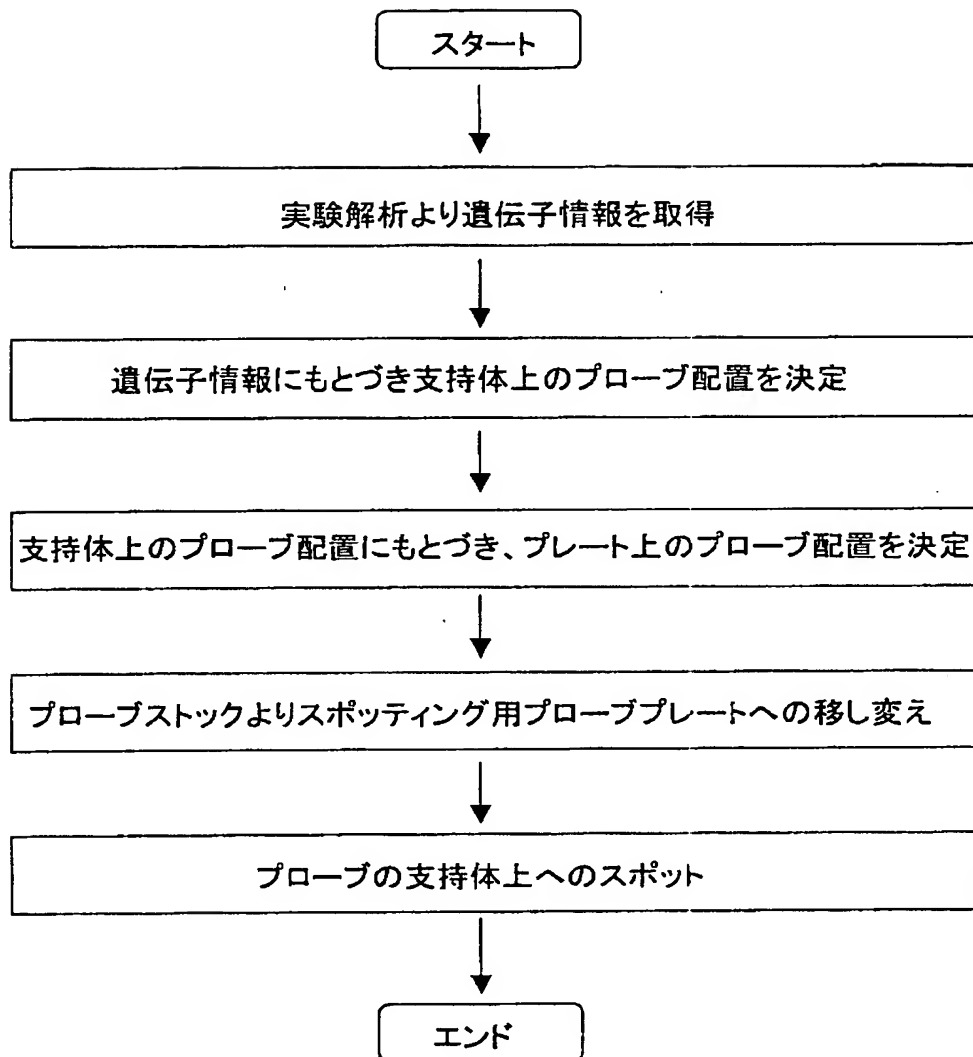 スタート
実験解析より遺伝子情報を取得
遺伝子情報にもとづき支持体上のプローブ配置を決定
支持体上のプローブ配置にもとづき、プレート上のプローブ配置を決定
プローブストックよりスポッティング用プローブプレートへの移し変え
プローブの支持体上へのスポット
エンド